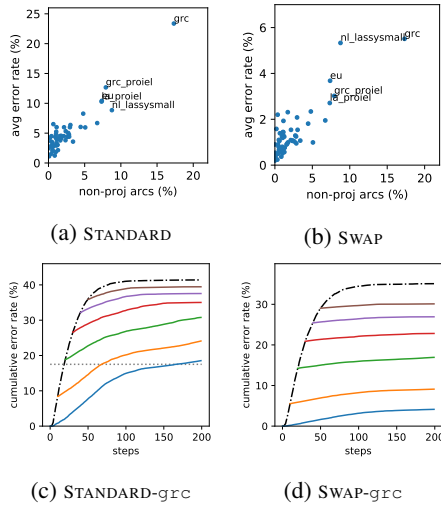 25
20
15
10
5
0
avg error rate (%)
grc
grc_proiel
eu
la_proiel
nl_lassysmall
0 5 10 15 20
non-proj arcs (%)
(a) STANDARD
6
4
2
0
avg error rate (%)
grc
nl_lassysmall
eu
grc_proiel
la_proiel
0 5 10 15 20
non-proj arcs (%)
(b) SWAP
40
30
20
10
0
cumulative error rate (%)
0 50 100 150 200
steps
(c) STANDARD-grc
30
20
10
0
cumulative error rate (%)
0 50 100 150 200
steps
(d) SWAP-grc